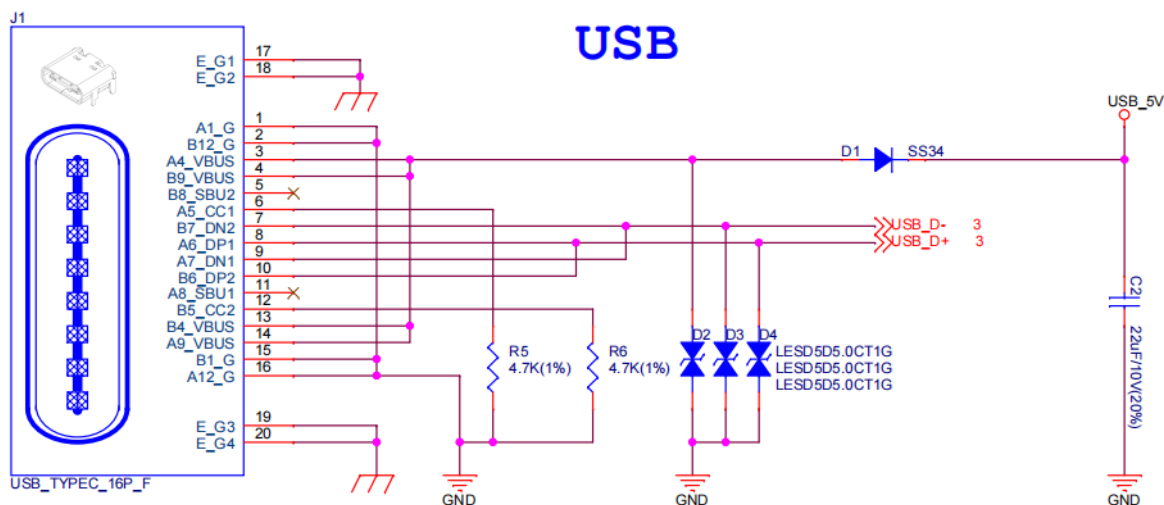 J1
USB
E_G1 17
E_G2 18
A1_G 1
B12_G 2
A4_VBUS 3
B9_VBUS 4
B8_SBU2 5
A5_CC1 6
B7_DN2 7
A6_DP1 8
A7_DN1 9
B6_DP2 10
A8_SBU1 11
B5_CC2 12
B4_VBUS 13
A9_VBUS 14
B1_G 15
A12_G 16
E_G3 19
E_G4 20
USB_TYPEC_16P_F
USB_5V
D1 SS34
USB_D- 3
USB_D+ 3
R5
4.7K(1%)
R6
4.7K(1%)
D2 D3 D4
LESD5D5.0CT1G
LESD5D5.0CT1G
LESD5D5.0CT1G
C2
22uF/10V(20%)
GND
GND
GND